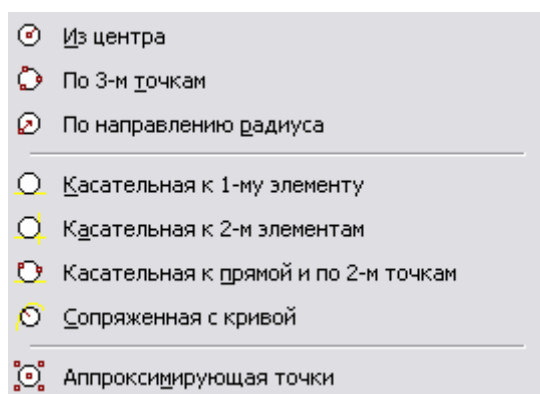 Из центра
По 3-м точкам
По направлению радиуса
Касательная к 1-му элементу
Касательная к 2-м элементам
Касательная к прямой и по 2-м точкам
Сопряженная с кривой
Аппроксимирующая точки